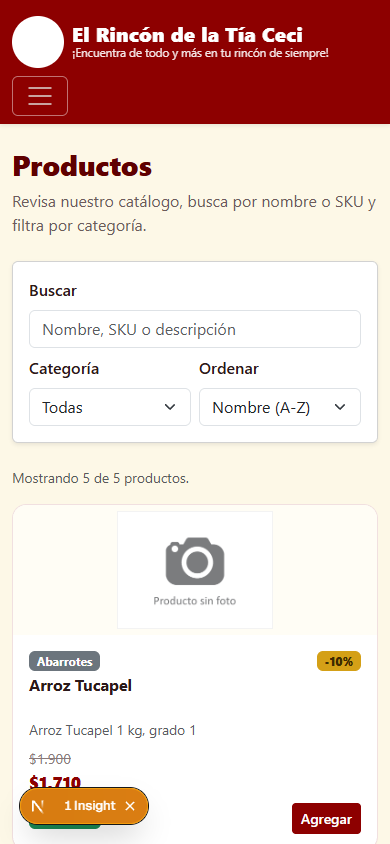 El Rincón de la Tía Ceci
¡Encuentra de todo y más en tu rincón de siempre!
Productos
Revisa nuestro catálogo, busca por nombre o SKU y
filtra por categoría.
Buscar
Nombre, SKU o descripción
Categoría
Ordenar
Todas
Nombre (A-Z)
Mostrando 5 de 5 productos.
Producto sin foto
Abarrotes
-10%
Arroz Tucapel
Arroz Tucapel 1 kg, grado 1
$1.900
$1.710
N 1 Insight ×
Agregar